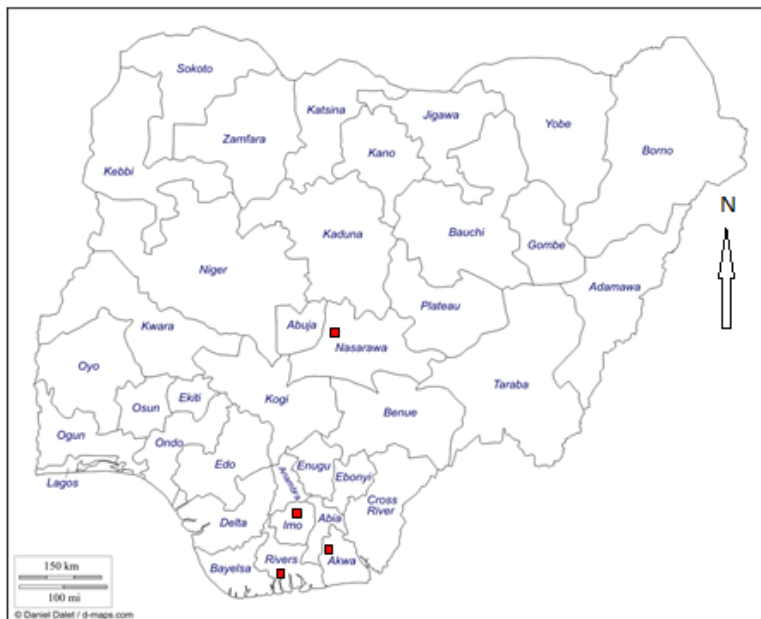 Sokoto
Katsina
Jigawa
Yobe
Zamfara
Kano
Borno
Kebbi
N
Kaduna
Bauchi
Gombe
Niger
Adamawa
Plateau
Abuja
Kwara
Nasarawa
Oyo
Taraba
Ekiti
Kogi
Osun
Benue
Ogun
Ondo
Edo
Enugu
Ebonyi
Lagos
Anambra
Cross
River
Delta
Imo
Abia
Bayelsa
Rivers
Akwa
150 km
100 mi
© Daniel Dalet / d-maps.com